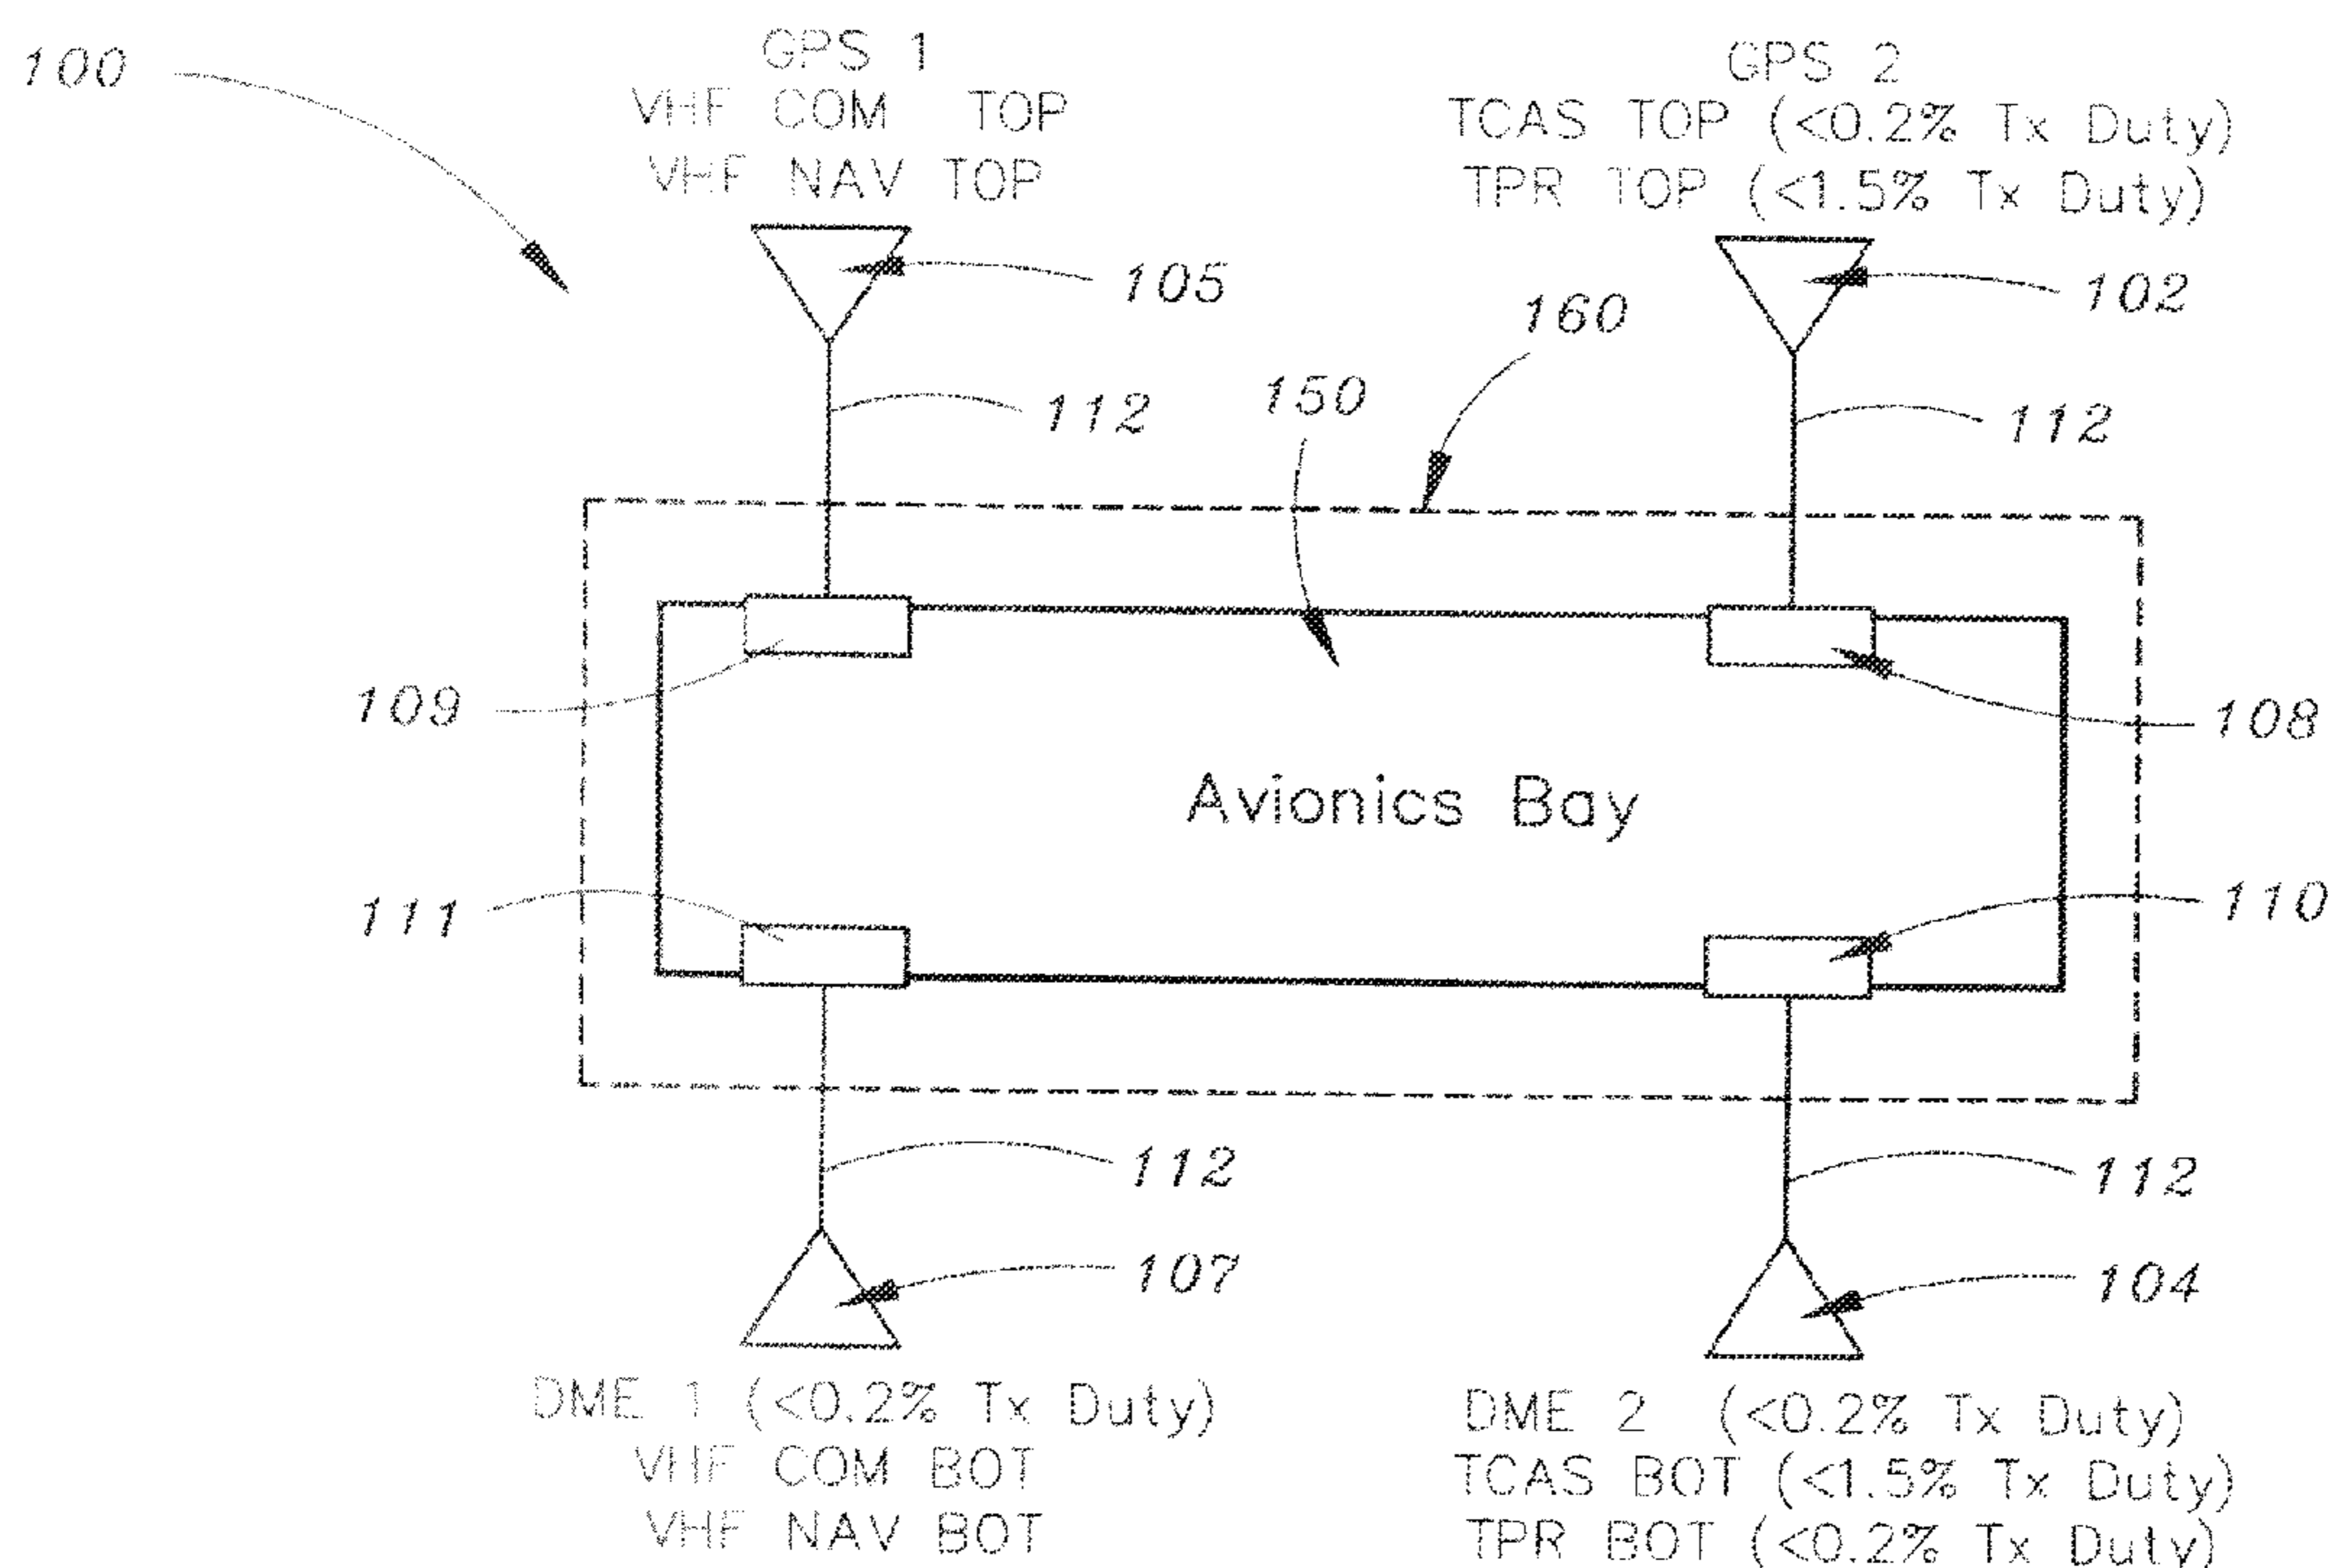 100
GPS 1
VHF COM TOP
VHF NAV TOP
GPS 2
TCAS TOP (<0.2% Tx Duty)
TPR TOP (<1.5% Tx Duty)
105
102
160
150
112
112
109
108
Avionics Bay
111
110
112
112
107
104
DME 1 (<0.2% Tx Duty)
VHF COM BOT
VHF NAV BOT
DME 2 (<0.2% Tx Duty)
TCAS BOT (<1.5% Tx Duty)
TPR BOT (<0.2% Tx Duty)